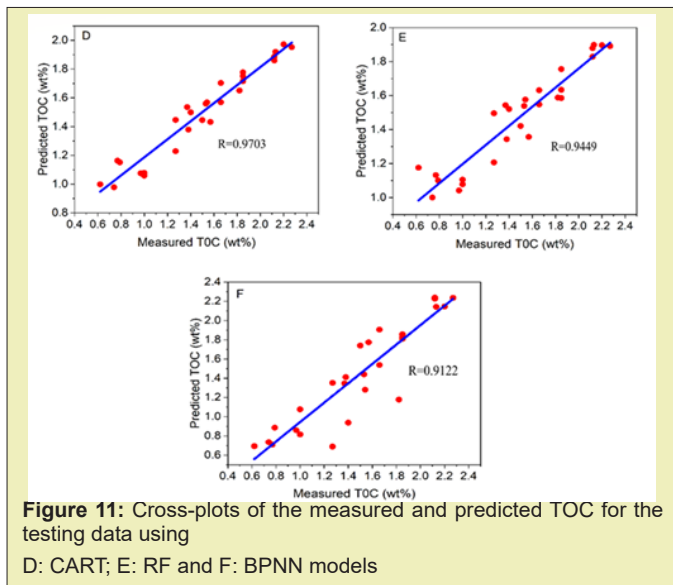 D
2.0
1.8
1.6
1.4
1.2
1.0
0.8
Predicted TOC (wt%)
R=0.9703
0.4 0.6 0.8 1.0 1.2 1.4 1.6 1.8 2.0 2.2 2.4
Measured T0C (wt%)
E
2.0
1.8
1.6
1.4
1.2
1.0
Predicted TOC (wt%)
R=0.9449
0.4 0.6 0.8 1.0 1.2 1.4 1.6 1.8 2.0 2.2 2.4
Measured T0C (wt%)
F
2.4
2.2
2.0
1.8
1.6
1.4
1.2
1.0
0.8
0.6
Predicted TOC (wt%)
R=0.9122
0.4 0.6 0.8 1.0 1.2 1.4 1.6 1.8 2.0 2.2 2.4
Measured T0C (wt%)
Figure 11: Cross-plots of the measured and predicted TOC for the
testing data using
D: CART; E: RF and F: BPNN models